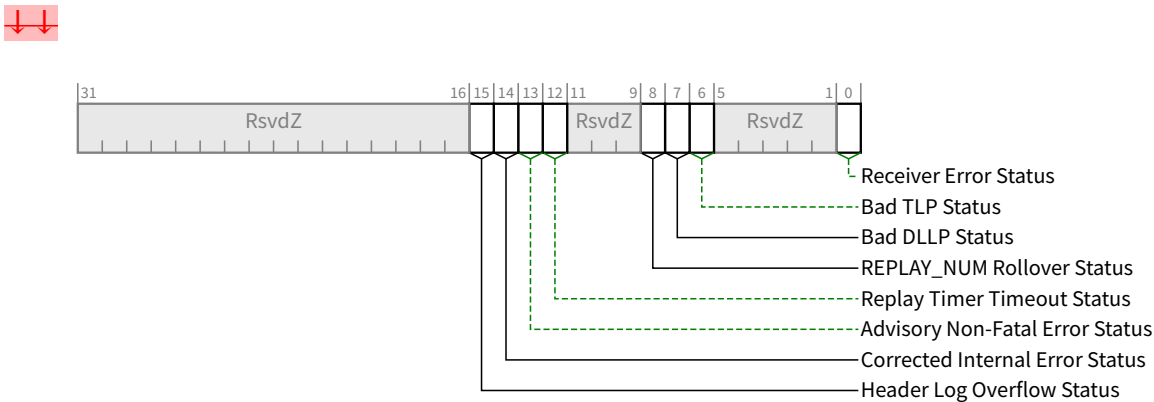 31 16 15 14 13 12 11 9 8 7 6 5 1 0
RsvdZ RsvdZ RsvdZ
Receiver Error Status
Bad TLP Status
Bad DLLP Status
REPLAY_NUM Rollover Status
Replay Timer Timeout Status
Advisory Non-Fatal Error Status
Corrected Internal Error Status
Header Log Overflow Status